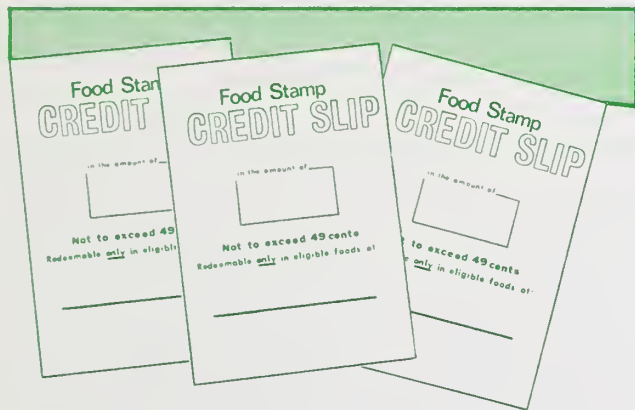 Food Stam
CREDIT
in the amount of
Not to exceed 49
Redeemable only in eligible
Food Stamp
CREDIT SLIP
in the amount of
Not to exceed 49 cents
Redeemable only in eligible foods at
Food Stamp
CREDIT SLIP
in the amount of
to exceed 49 cents
only in eligible foods at